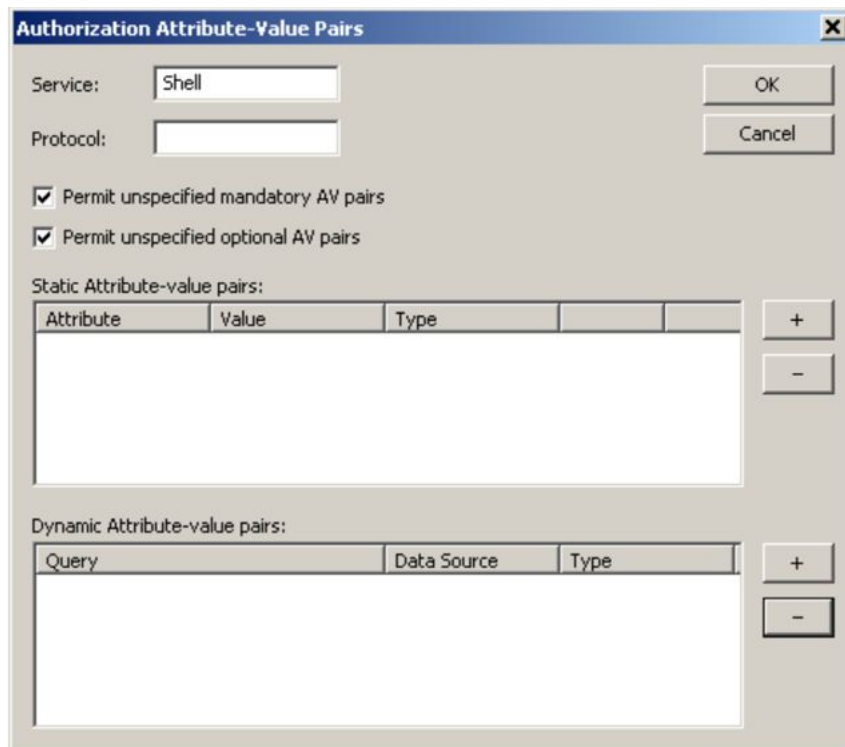 Authorization Attribute-Value Pairs
Service: Shell OK
Protocol: Cancel
Permit unspecified mandatory AV pairs
Permit unspecified optional AV pairs
Static Attribute-value pairs:
Attribute Value Type +
-
Dynamic Attribute-value pairs:
Query Data Source Type +
-